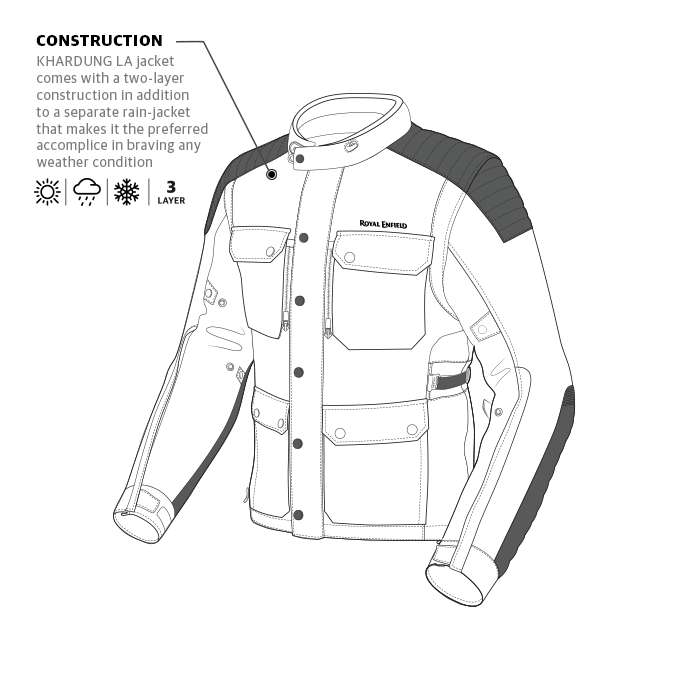 CONSTRUCTION
KHARDUNG LA jacket
comes with a two-layer
construction in addition
to a separate rain-jacket
that makes it the preferred
accomplice in braving any
weather condition
3
LAYER
ROYAL ENFIELD